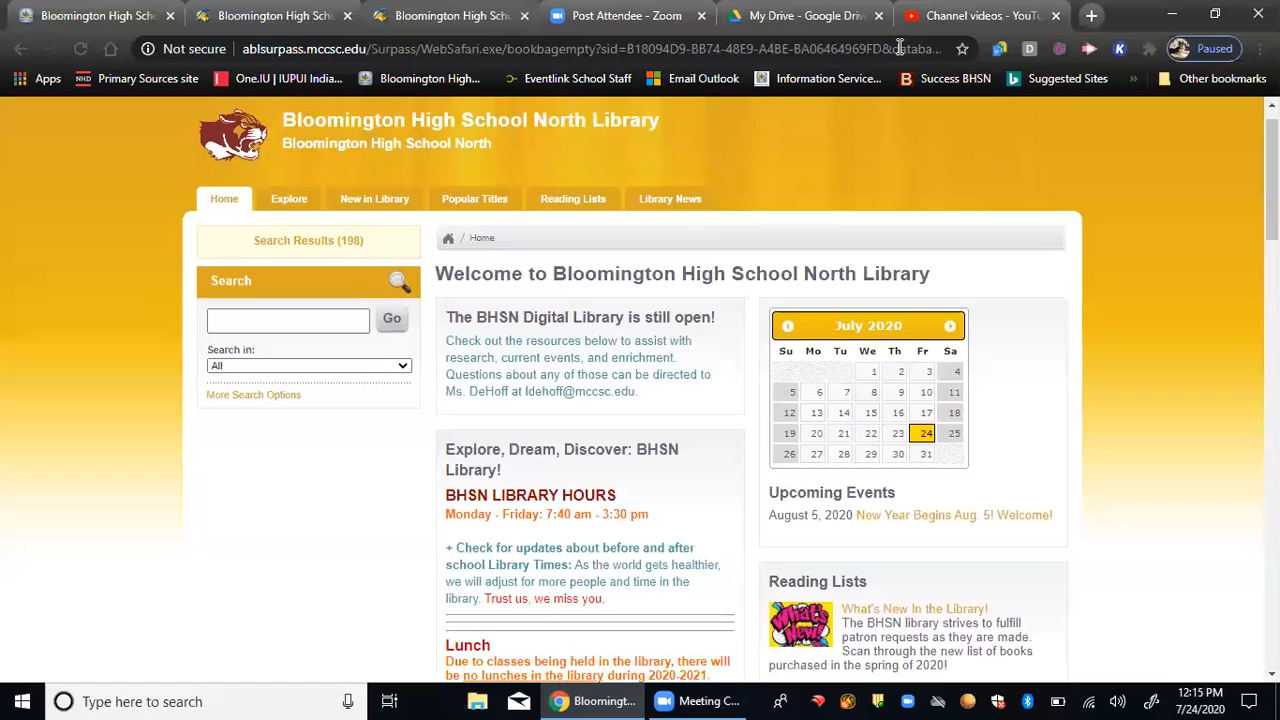 Bloomington High Sch
Bloomington High School
Bloomington High School
Post Attendee - Zoom
My Drive - Google Driv
Channel videos - YouTu
Not secure
ablsurpass.mccsc.edu/Surpass/WebSafari.exe/bookbagempty?sid=B18094D9-BB74-48E9-A4BE-BA06464969FD&databa...
Paused
Apps
Primary Sources site
One.IU | IUPUI Indian...
Bloomington High...
Eventlink School Staff
Email Outlook
Information Service...
Success BHSN
Suggested Sites
Other bookmarks
Bloomington High School North Library
Bloomington High School North
Home
Explore
New in Library
Popular Titles
Reading Lists
Library News
Search Results (198)
/ Home
Search
Go
Search in:
All
More Search Options
Welcome to Bloomington High School North Library
The BHSN Digital Library is still open!
Check out the resources below to assist with
research, current events, and enrichment.
Questions about any of those can be directed to
Ms. DeHoff at ldehoff@mccsc.edu.
July 2020
Su Mo Tu We Th Fr Sa
1 2 3 4
5 6 7 8 9 10 11
12 13 14 15 16 17 18
19 20 21 22 23 24 25
26 27 28 29 30 31
Explore, Dream, Discover: BHSN
Library!
BHSN LIBRARY HOURS
Monday - Friday: 7:40 am - 3:30 pm
+ Check for updates about before and after
school Library Times: As the world gets healthier,
we will adjust for more people and time in the
library. Trust us, we miss you.
Lunch
Due to classes being held in the library, there will
be no lunches in the library during 2020-2021.
Upcoming Events
August 5, 2020 New Year Begins Aug. 5! Welcome!
Reading Lists
WHAT'S NEW!
What's New In the Library!
The BHSN library strives to fulfill
patron requests as they are made.
Scan through the new list of books
purchased in the spring of 2020!
Type here to search
Bloomingt...
Meeting C...
12:15 PM
7/24/2020